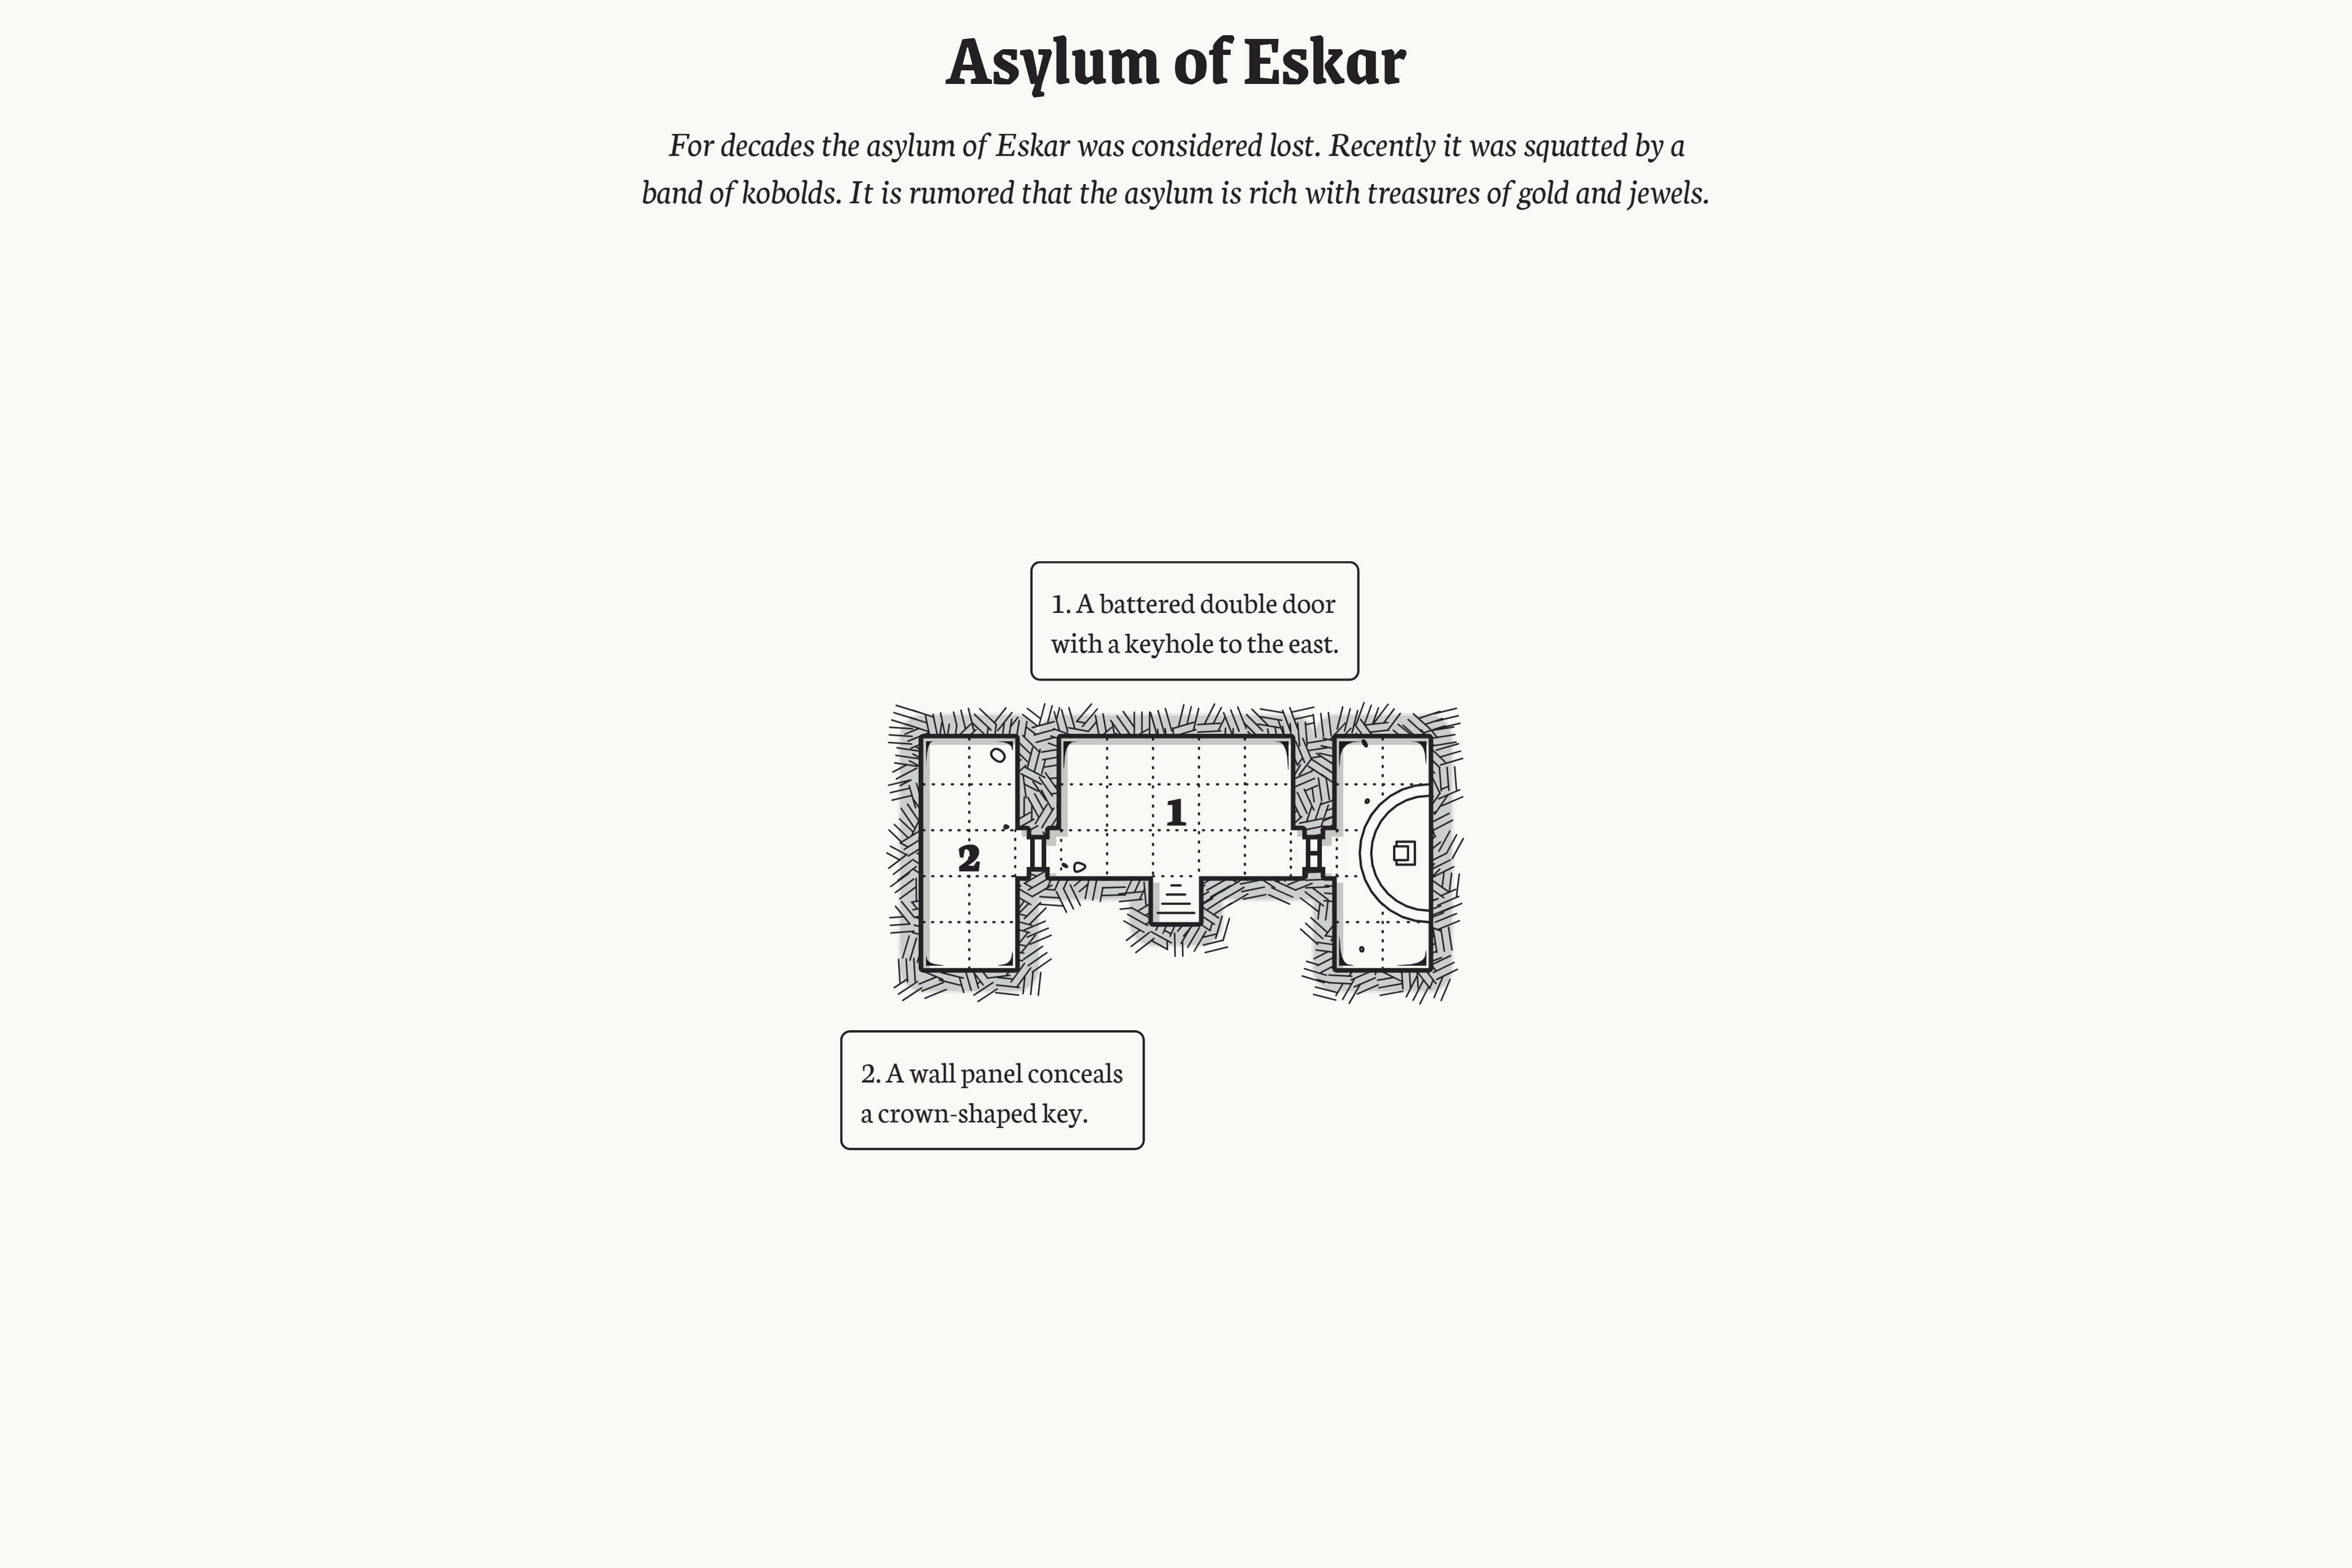 Asylum of Eskar
For decades the asylum of Eskar was considered lost. Recently it was squatted by a
band of kobolds. It is rumored that the asylum is rich with treasures of gold and jewels.
1. A battered double door
with a keyhole to the east.
1
2
2. A wall panel conceals
a crown-shaped key.